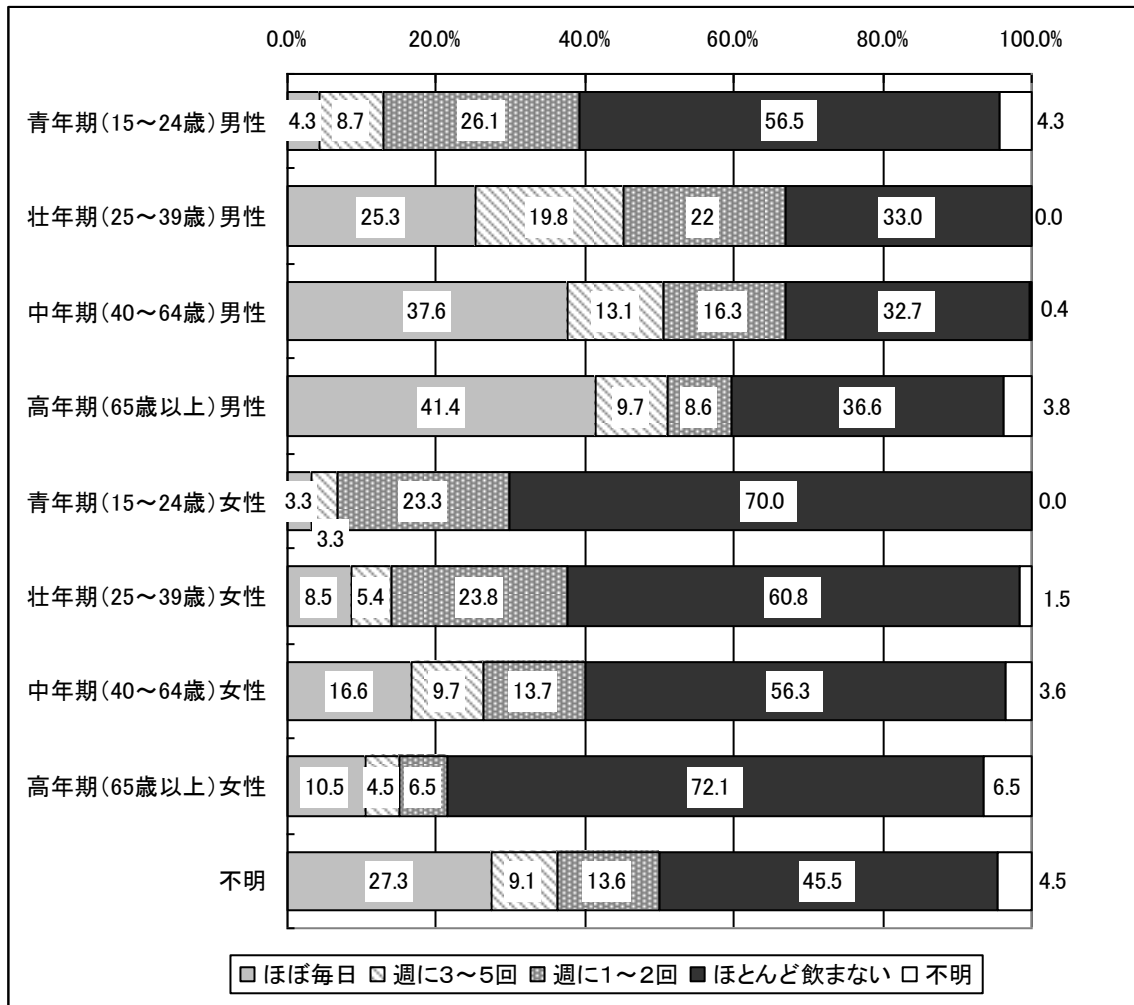 0.0% 20.0% 40.0% 60.0% 80.0% 100.0%
青年期(15～24歳)男性 4.3 8.7 26.1 56.5 4.3
壮年期(25～39歳)男性 25.3 19.8 22 33.0 0.0
中年期(40～64歳)男性 37.6 13.1 16.3 32.7 0.4
高年期(65歳以上)男性 41.4 9.7 8.6 36.6 3.8
青年期(15～24歳)女性 3.3 23.3 70.0 0.0
3.3
壮年期(25～39歳)女性 8.5 5.4 23.8 60.8 1.5
中年期(40～64歳)女性 16.6 9.7 13.7 56.3 3.6
高年期(65歳以上)女性 10.5 4.5 6.5 72.1 6.5
不明 27.3 9.1 13.6 45.5 4.5
ほぼ毎日 週に3～5回 週に1～2回 ほとんど飲まない 不明